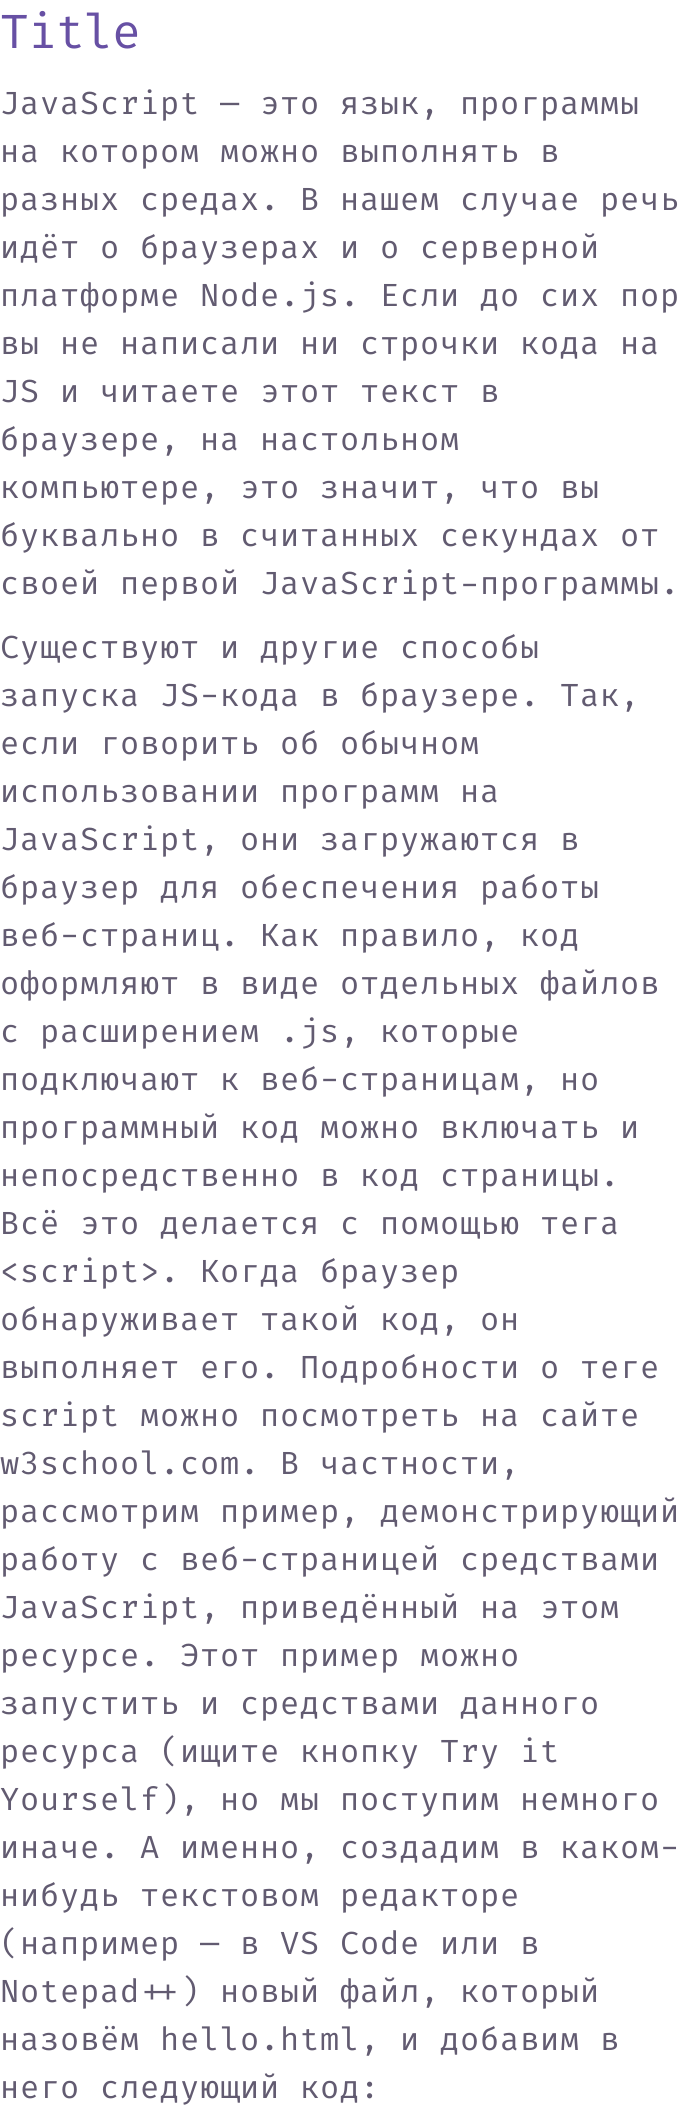 Title
JavaScript — это язык, программы
на котором можно выполнять в
разных средах. В нашем случае речь
идёт о браузерах и о серверной
платформе Node.js. Если до сих пор
вы не написали ни строчки кода на
JS и читаете этот текст в
браузере, на настольном
компьютере, это значит, что вы
буквально в считанных секундах от
своей первой JavaScript-программы.
Существуют и другие способы
запуска JS-кода в браузере. Так,
если говорить об обычном
использовании программ на
JavaScript, они загружаются в
браузер для обеспечения работы
веб-страниц. Как правило, код
оформляют в виде отдельных файлов
с расширением .js, которые
подключают к веб-страницам, но
программный код можно включать и
непосредственно в код страницы.
Всё это делается с помощью тега
<script>. Когда браузер
обнаруживает такой код, он
выполняет его. Подробности о теге
script можно посмотреть на сайте
w3school.com. В частности,
рассмотрим пример, демонстрирующий
работу с веб-страницей средствами
JavaScript, приведённый на этом
ресурсе. Этот пример можно
запустить и средствами данного
ресурса (ищите кнопку Try it
Yourself), но мы поступим немного
иначе. А именно, создадим в каком-
нибудь текстовом редакторе
(например — в VS Code или в
Notepad++) новый файл, который
назовём hello.html, и добавим в
него следующий код: